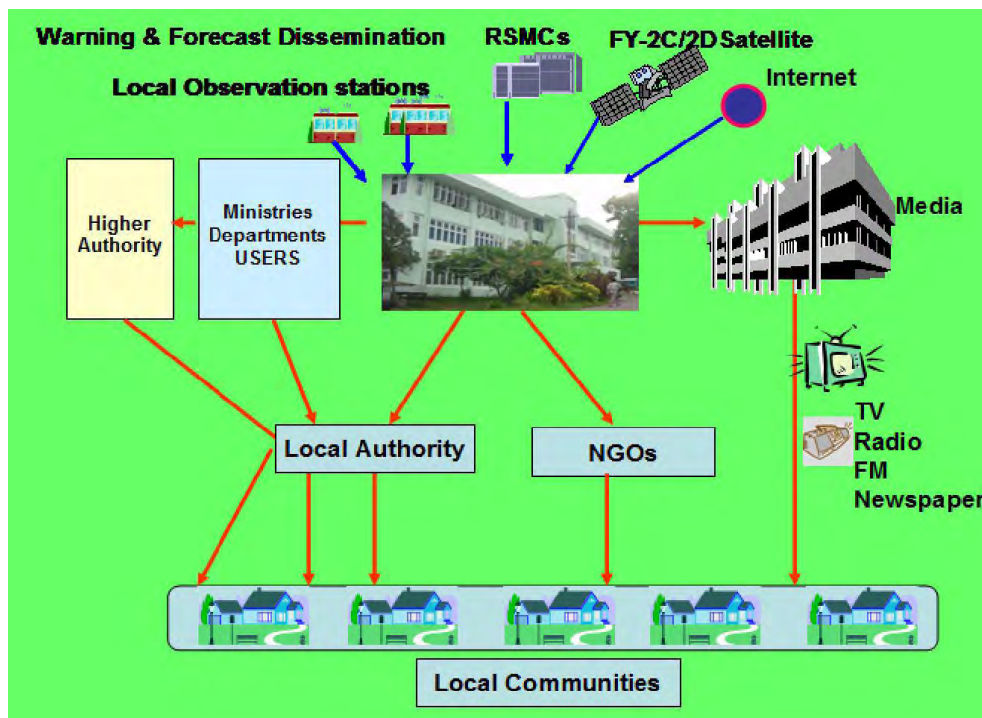 Warning & Forecast Dissemination
RSMCs
FY-2C/2D Satellite
Internet
Local Observation stations
Higher
Authority
Ministries
Departments
USERS
Media
TV
Radio
FM
Newspaper
Local Authority
NGOs
Local Communities